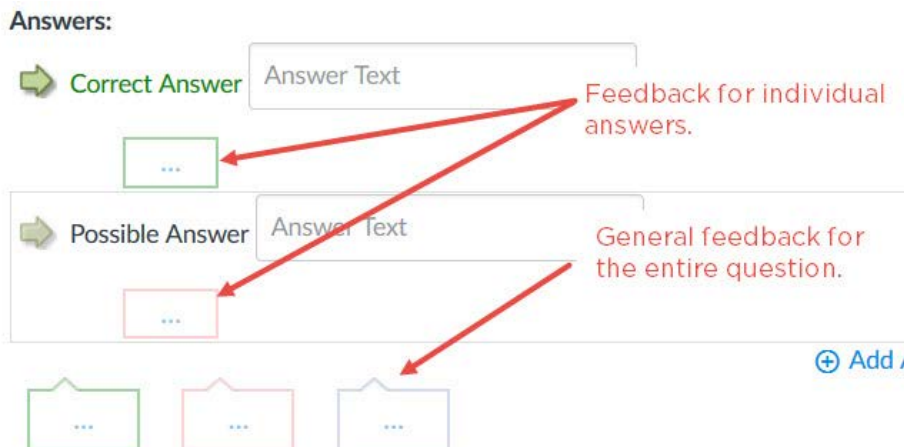 Answers:
Correct Answer Answer Text
Feedback for individual
answers.
...
Possible Answer Answer Text
General feedback for
the entire question.
...
Add A
... ... ...